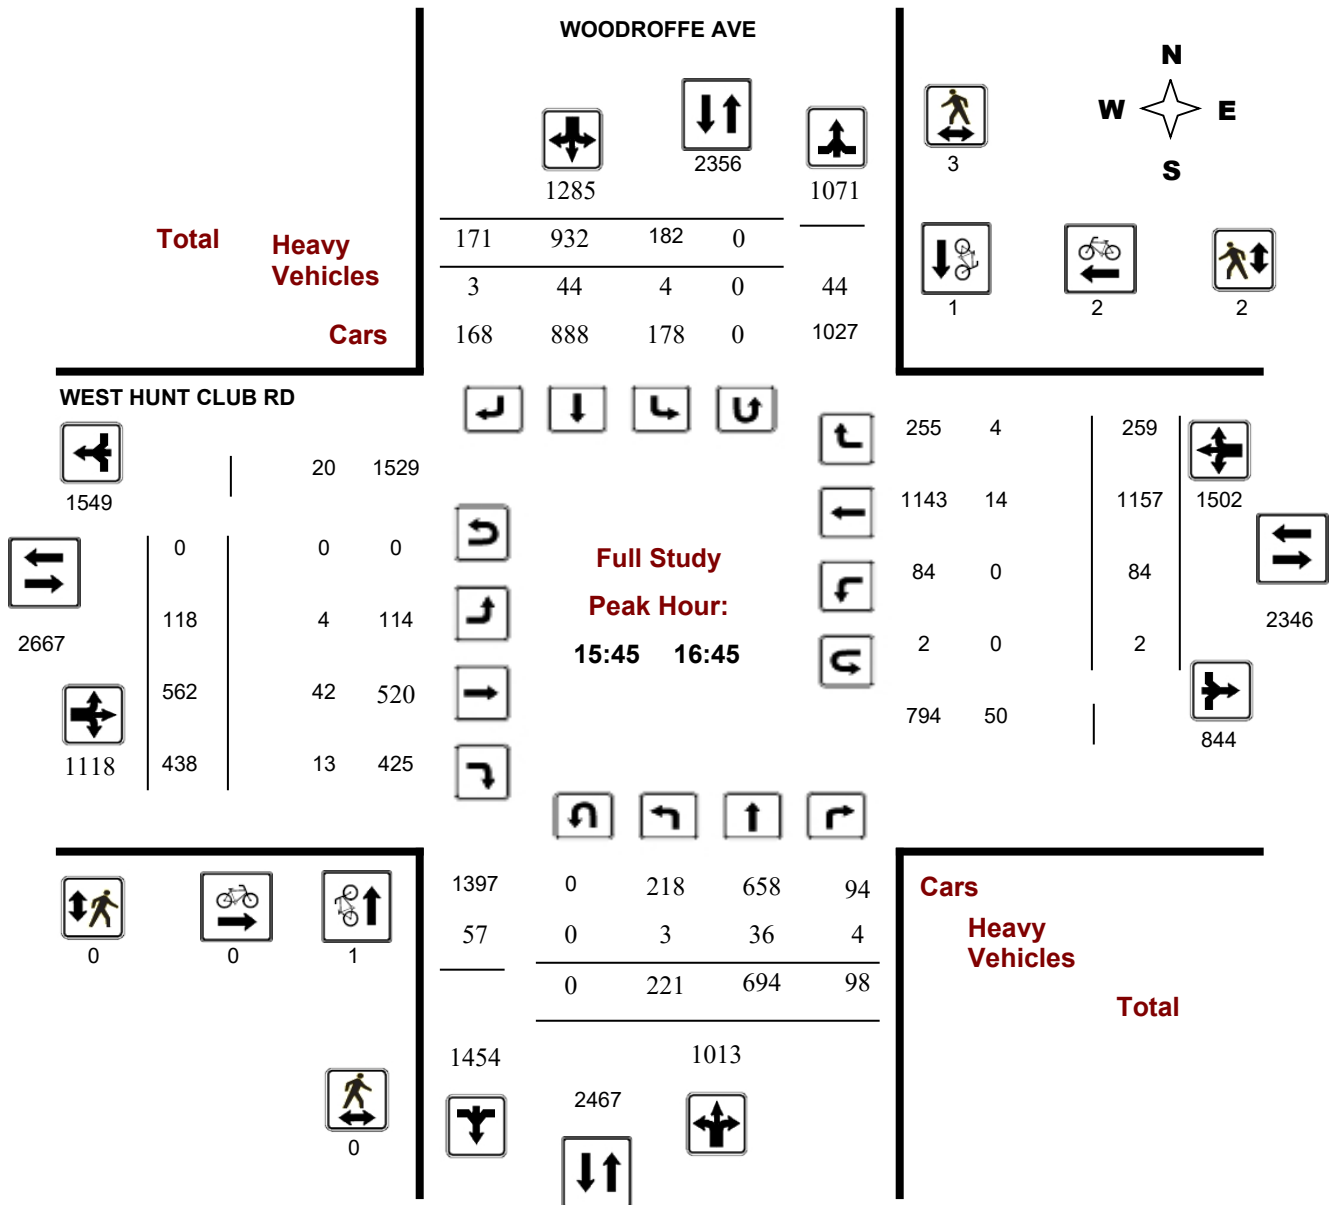 WOODROFFE AVE
N
W E
S
2356
3
1285 1071
Total Heavy Vehicles
171 932 182 0
3 44 4 0 44
1 2 2
Cars 168 888 178 0 1027
WEST HUNT CLUB RD
255 4 259
20 1529
1549
1143 14 1157 1502
0 0 0
Full Study
84 0 84
Peak Hour:
118 4 114
2346
2667
15:45 16:45
2 0 2
562 42 520
794 50
844
1118 438 13 425
1397 0 218 658 94
Cars
57 0 3 36 4
Heavy
Vehicles
0 0 1
0 221 694 98
Total
1454 1013
2467
0